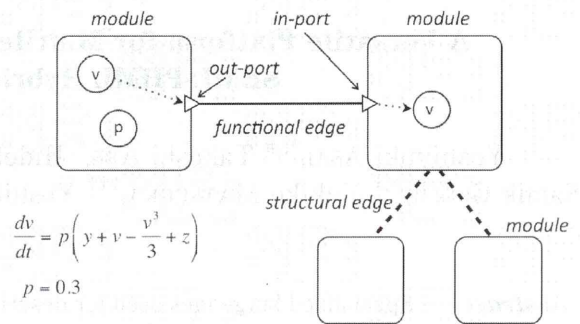 module
in-port
module
out-port
v
p
v
functional edge
structural edge
module
dv/dt = p(y + v − v³/3 + z)
p = 0.3